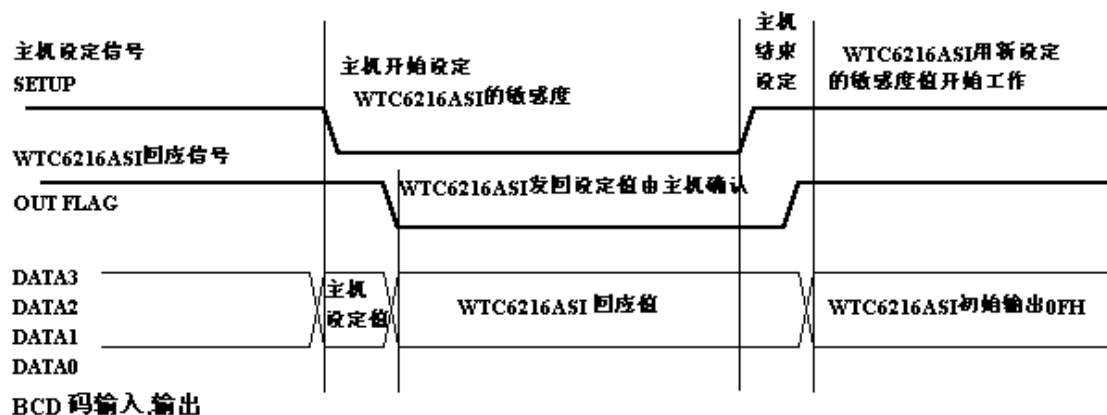 主机设定信号
SETUP
主机开始设定
WTC6216ASI的敏感度
主机
结束
设定
WTC6216ASI用新设定
的敏感度值开始工作
WTC6216ASI回应信号
OUT FLAG
WTC6216ASI发回设定值由主机确认
DATA3
DATA2
DATA1
DATA0
主机
设定值
WTC6216ASI 回应值
WTC6216ASI初始输出0FH
BCD 码输入,输出